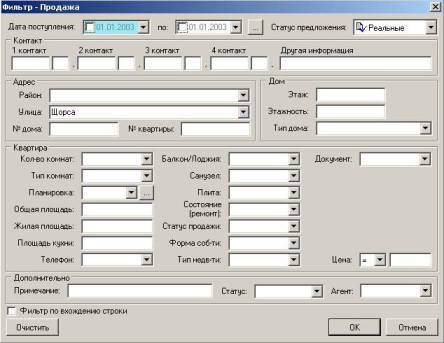 Фильтр - Продажа
Дата поступления: 01.01.2003 по: 01.01.2003 ... Статус предложения: Реальные
Контакт
1 контакт 2 контакт 3 контакт 4 контакт Другая информация
Адрес Дом
Район: Этаж:
Улица: Щорса Этажность:
№ дома: № квартиры: Тип дома:
Квартира
Кол-во комнат: Балкон/Лоджия: Документ:
Тип комнат: Санузел:
Планировка: ... Плита:
Общая площадь: Состояние (ремонт):
Жилая площадь: Статус продажи:
Площадь кухни: Форма соб-ти:
Телефон: Тип недв-ти: Цена: =
Дополнительно
Примечание: Статус: Агент:
Фильтр по вхождению строки
Очистить OK Отмена